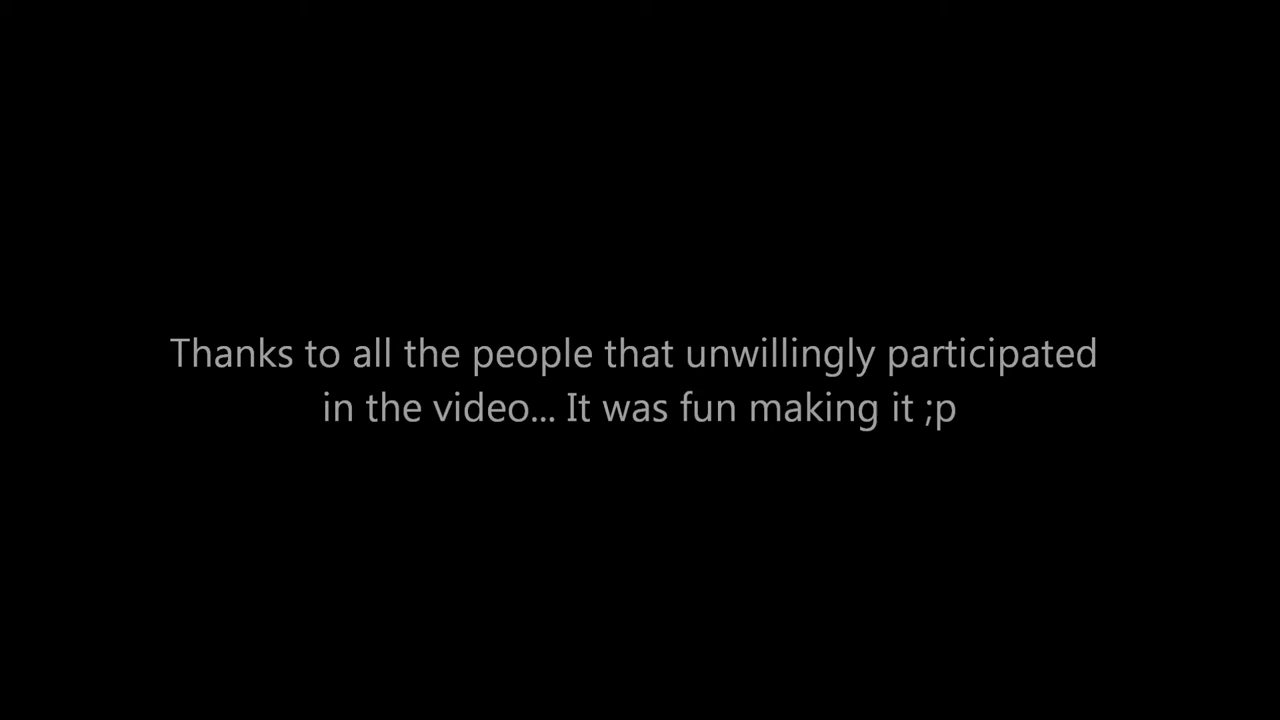 Thanks to all the people that unwillingly participated
in the video... It was fun making it ;p